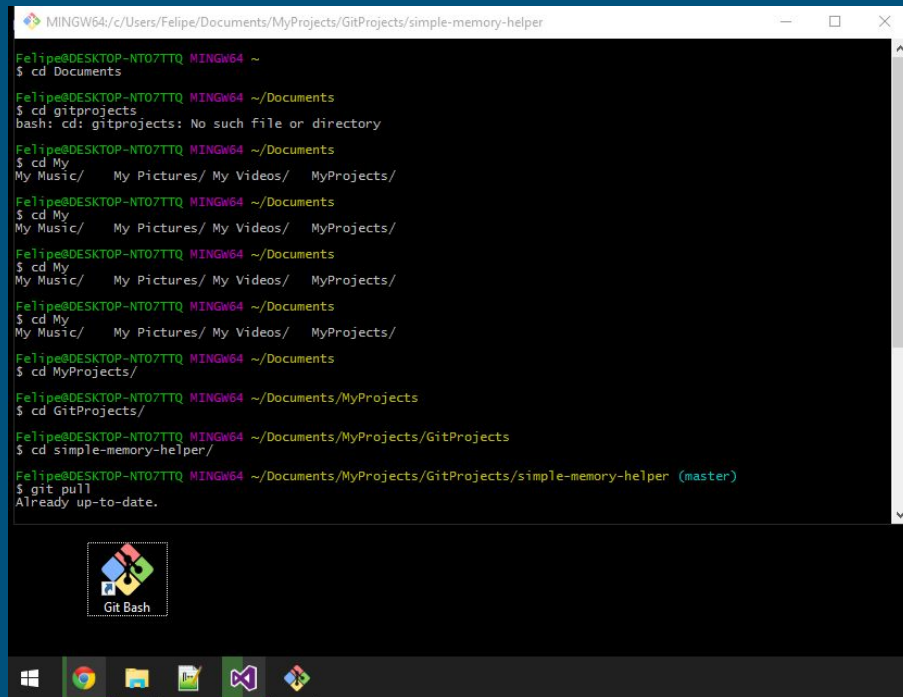 MINGW64:/c/Users/Felipe/Documents/MyProjects/GitProjects/simple-memory-helper
Felipe@DESKTOP-NTO7TTQ MINGW64 ~
$ cd Documents
Felipe@DESKTOP-NTO7TTQ MINGW64 ~/Documents
$ cd gitprojects
bash: cd: gitprojects: No such file or directory
Felipe@DESKTOP-NTO7TTQ MINGW64 ~/Documents
$ cd My
My Music/    My Pictures/ My Videos/   MyProjects/
Felipe@DESKTOP-NTO7TTQ MINGW64 ~/Documents
$ cd My
My Music/    My Pictures/ My Videos/   MyProjects/
Felipe@DESKTOP-NTO7TTQ MINGW64 ~/Documents
$ cd My
My Music/    My Pictures/ My Videos/   MyProjects/
Felipe@DESKTOP-NTO7TTQ MINGW64 ~/Documents
$ cd My
My Music/    My Pictures/ My Videos/   MyProjects/
Felipe@DESKTOP-NTO7TTQ MINGW64 ~/Documents
$ cd MyProjects/
Felipe@DESKTOP-NTO7TTQ MINGW64 ~/Documents/MyProjects
$ cd GitProjects/
Felipe@DESKTOP-NTO7TTQ MINGW64 ~/Documents/MyProjects/GitProjects
$ cd simple-memory-helper/
Felipe@DESKTOP-NTO7TTQ MINGW64 ~/Documents/MyProjects/GitProjects/simple-memory-helper (master)
$ git pull
Already up-to-date.
Git Bash